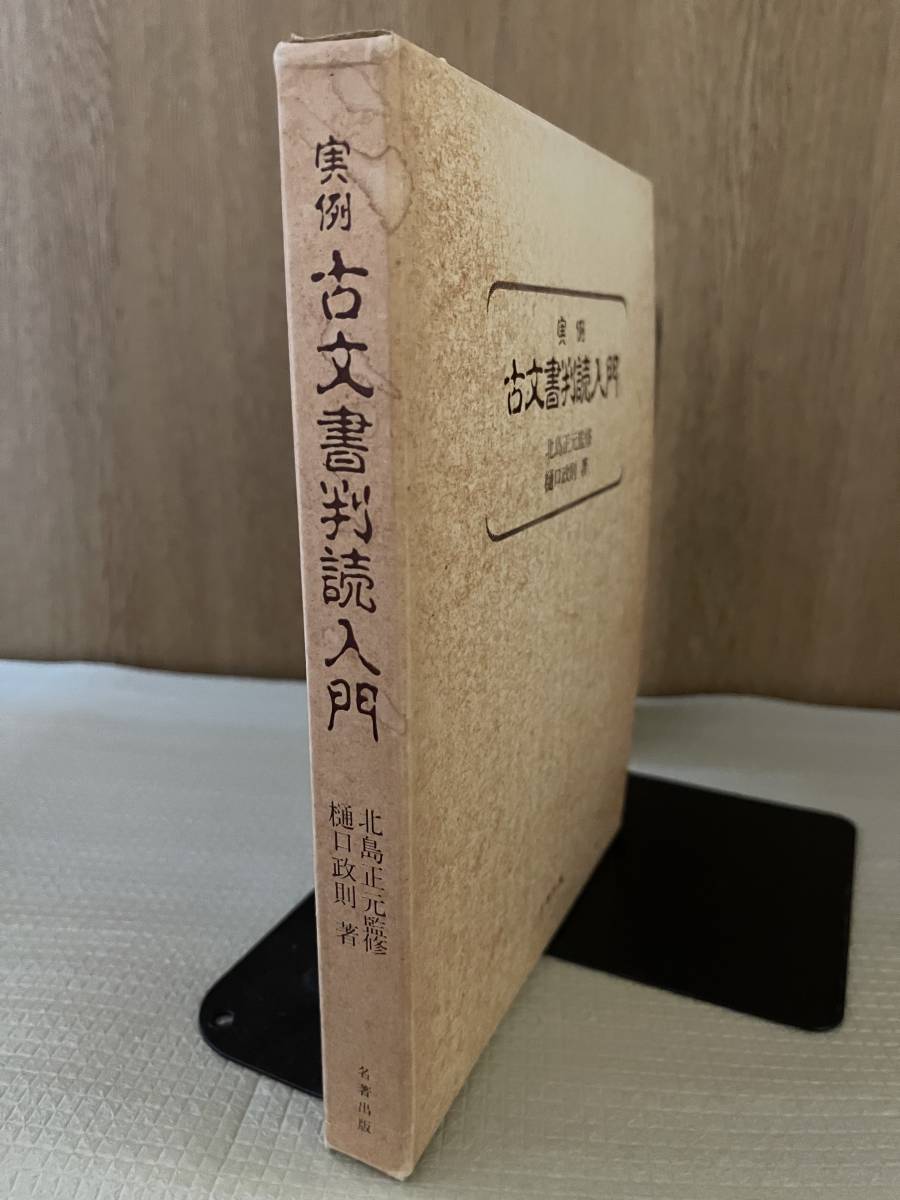 実例
古文書判読入門
北島正元監修
樋口政則 著
名著出版
実例
古文書判読入門
北島正元監修
樋口政則 著